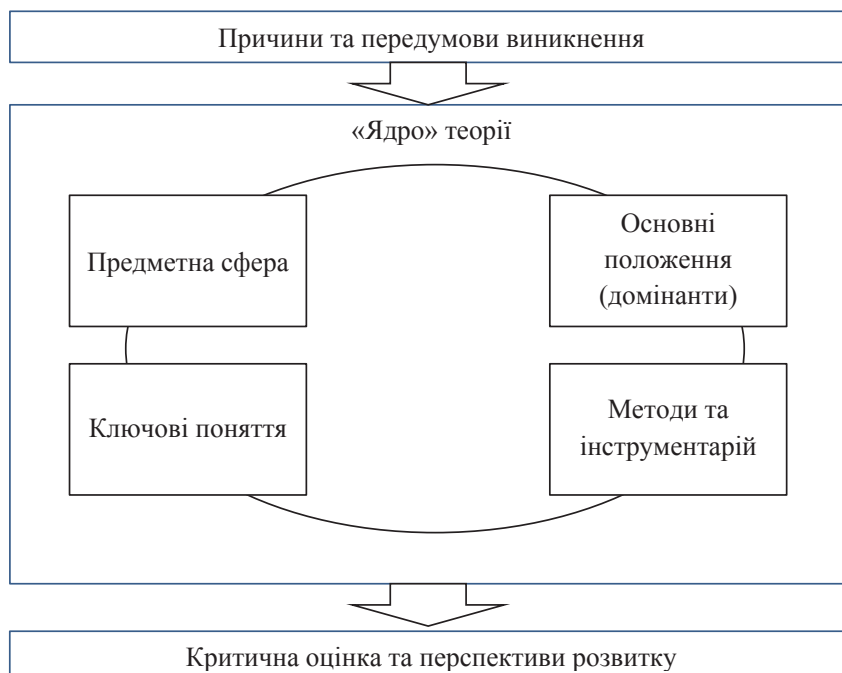 Причини та передумови виникнення
«Ядро» теорії
Предметна сфера
Основні
положення
(домінанти)
Ключові поняття
Методи та
інструментарій
Критична оцінка та перспективи розвитку